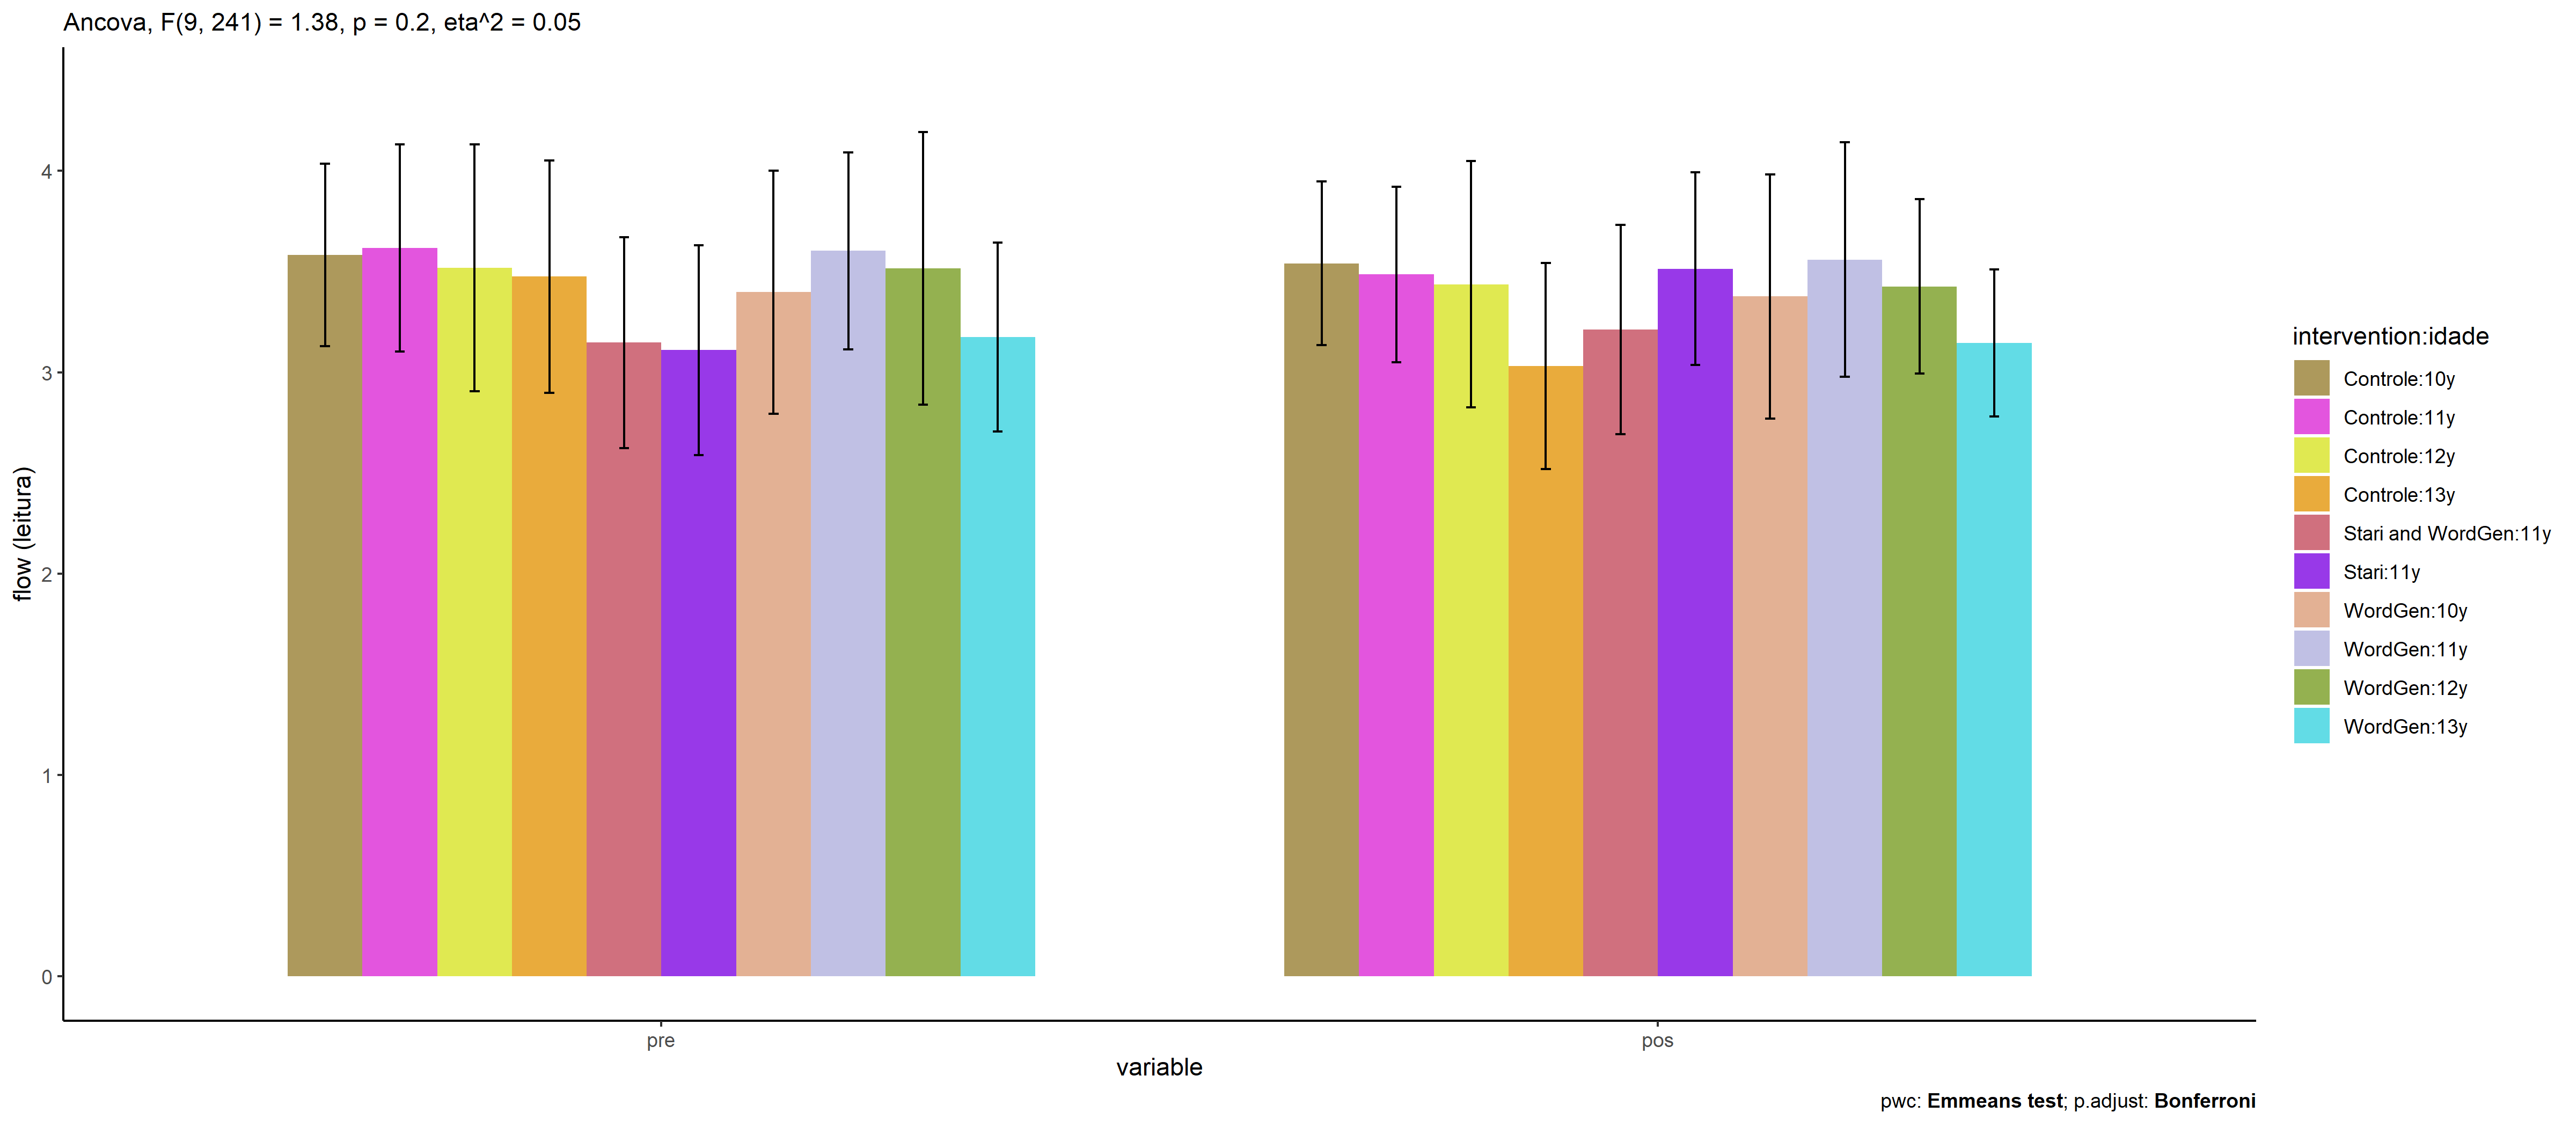 Ancova, F(9, 241) = 1.38, p = 0.2, eta^2 = 0.05
flow (leitura)
4
3
2
1
0
pre
pos
variable
intervention:idade
Controle:10y
Controle:11y
Controle:12y
Controle:13y
Stari and WordGen:11y
Stari:11y
WordGen:10y
WordGen:11y
WordGen:12y
WordGen:13y
pwc: Emmeans test; p.adjust: Bonferroni